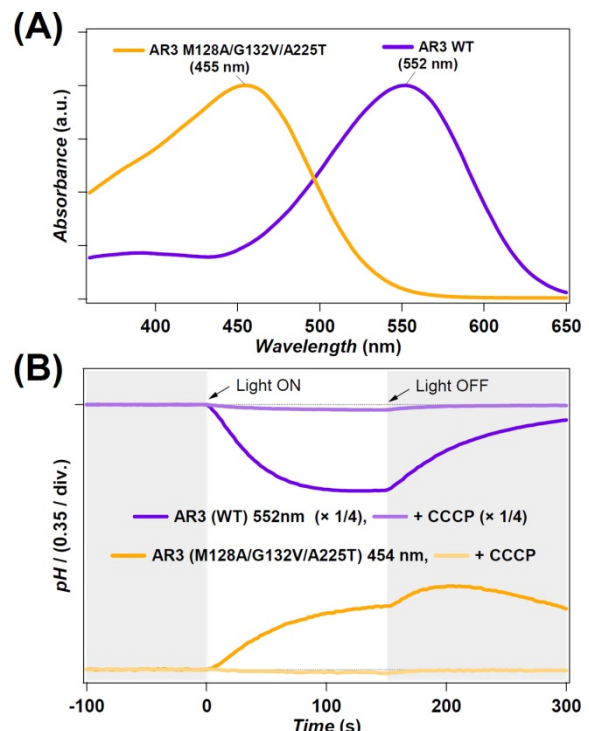 (A)
AR3 M128A/G132V/A225T
(455 nm)
AR3 WT
(552 nm)
Absorbance (a.u.)
400 450 500 550 600 650
Wavelength (nm)
(B)
Light ON
Light OFF
AR3 (WT) 552nm (× 1/4), + CCCP (× 1/4)
AR3 (M128A/G132V/A225T) 454 nm, + CCCP
pH / (0.35 / div.)
-100 0 100 200 300
Time (s)